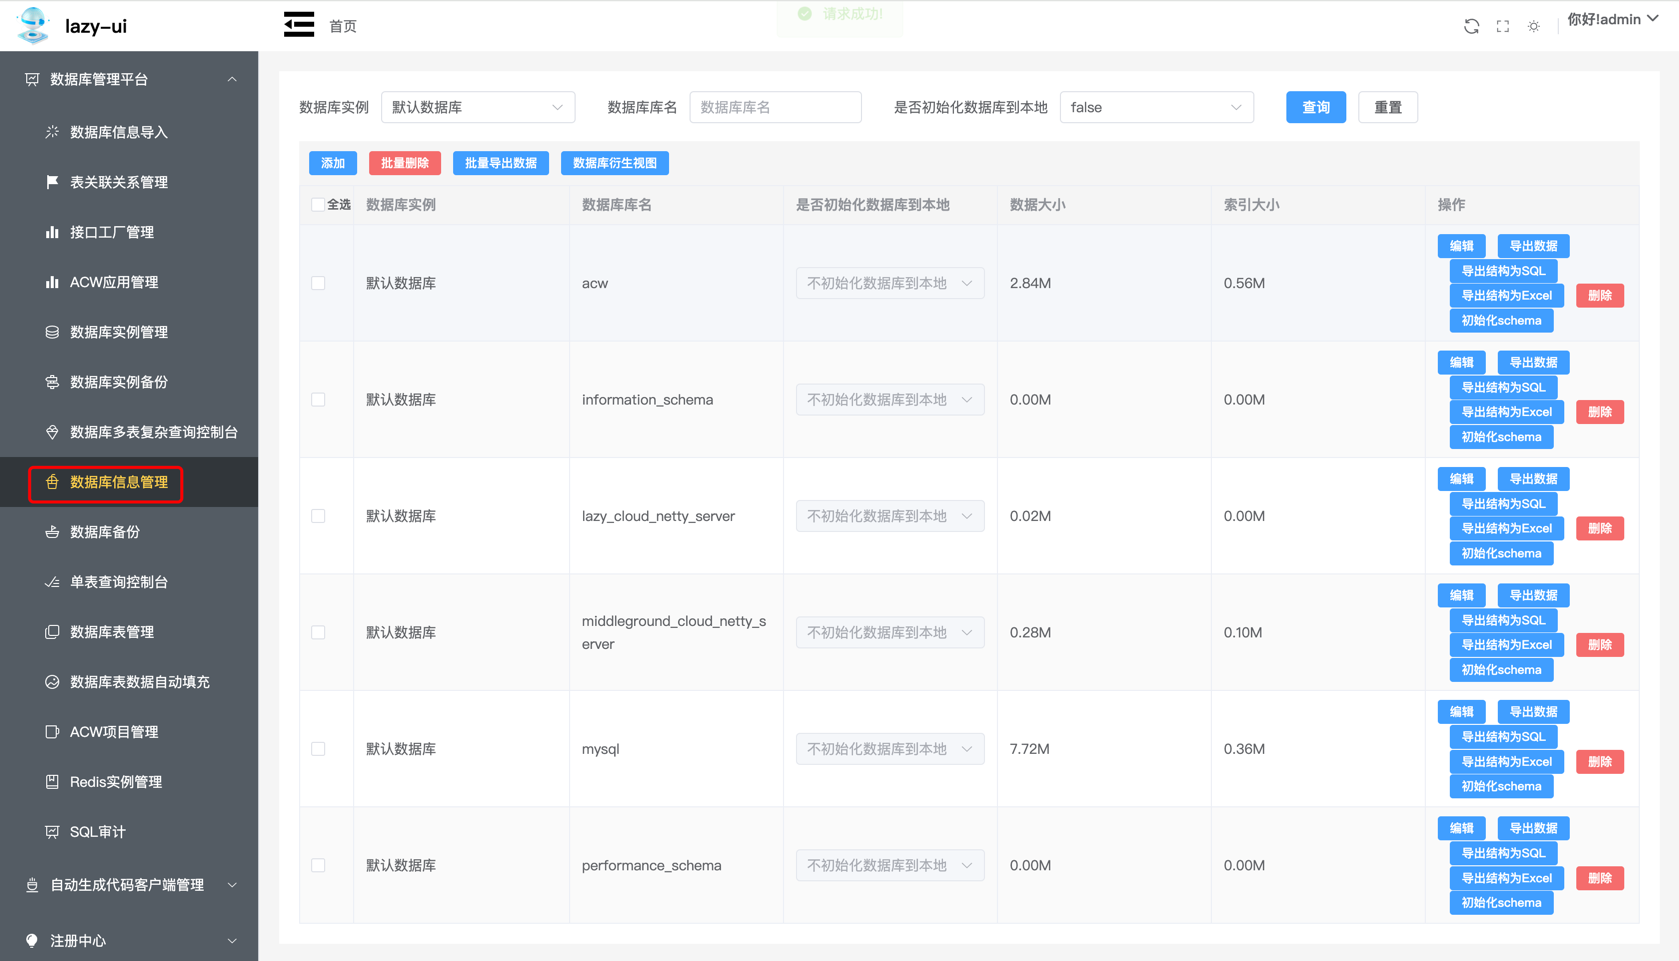 lazy-ui
首页
请求成功!
你好!admin
数据库管理平台
数据库信息导入
表关联关系管理
接口工厂管理
ACW应用管理
数据库实例管理
数据库实例备份
数据库多表复杂查询控制台
数据库信息管理
数据库备份
单表查询控制台
数据库表管理
数据库表数据自动填充
ACW项目管理
Redis实例管理
SQL审计
自动生成代码客户端管理
注册中心
数据库实例 默认数据库 数据库库名 数据库库名 是否初始化数据库到本地 false 查询 重置
添加 批量删除 批量导出数据 数据库衍生视图
全选 数据库实例 数据库库名 是否初始化数据库到本地 数据大小 索引大小 操作
默认数据库 acw 不初始化数据库到本地 2.84M 0.56M
编辑 导出数据
导出结构为SQL
导出结构为Excel 删除
初始化schema
默认数据库 information_schema 不初始化数据库到本地 0.00M 0.00M
编辑 导出数据
导出结构为SQL
导出结构为Excel 删除
初始化schema
默认数据库 lazy_cloud_netty_server 不初始化数据库到本地 0.02M 0.00M
编辑 导出数据
导出结构为SQL
导出结构为Excel 删除
初始化schema
默认数据库 middleground_cloud_netty_s
erver 不初始化数据库到本地 0.28M 0.10M
编辑 导出数据
导出结构为SQL
导出结构为Excel 删除
初始化schema
默认数据库 mysql 不初始化数据库到本地 7.72M 0.36M
编辑 导出数据
导出结构为SQL
导出结构为Excel 删除
初始化schema
默认数据库 performance_schema 不初始化数据库到本地 0.00M 0.00M
编辑 导出数据
导出结构为SQL
导出结构为Excel 删除
初始化schema